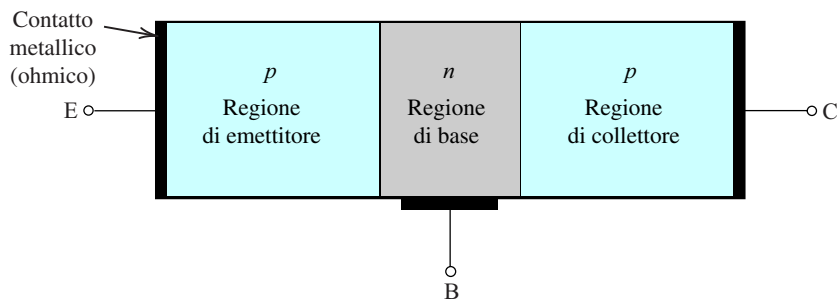 Contatto
metallico
(ohmico)
E
p
Regione
di emettitore
n
Regione
di base
p
Regione
di collettore
C
B